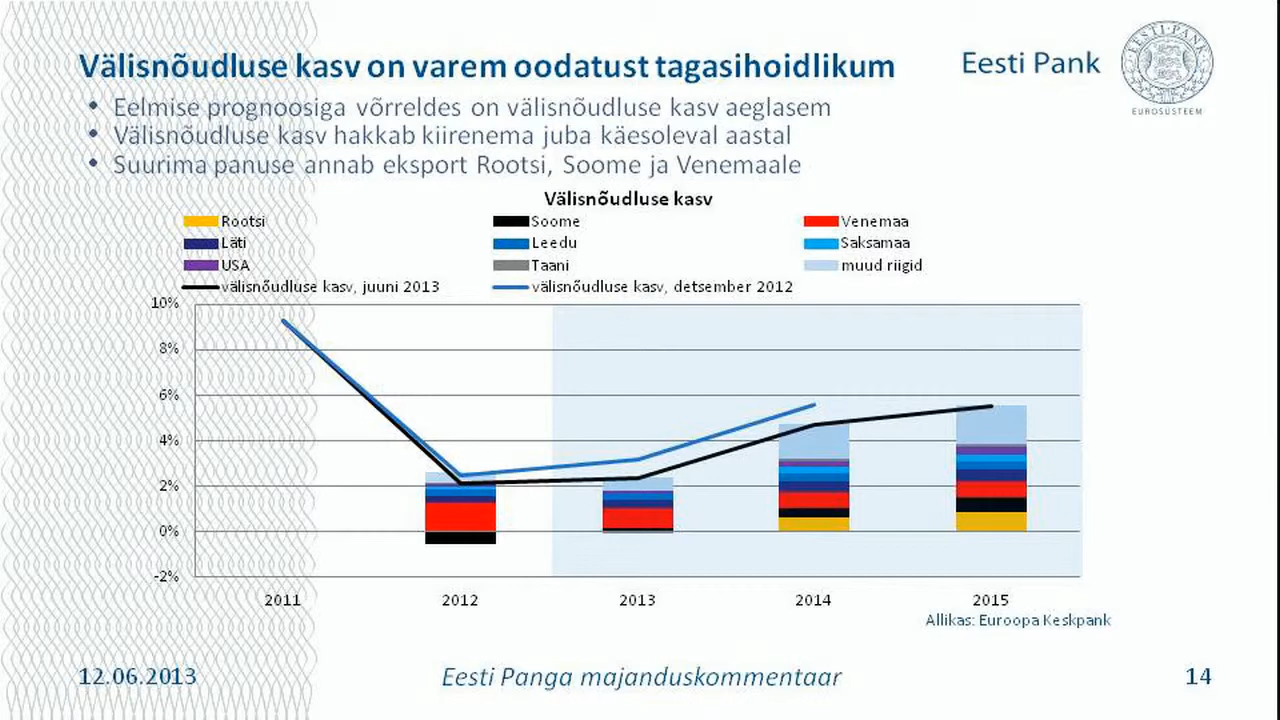 Välisnõudluse kasv on varem oodatust tagasihoidlikum
Eesti Pank
EESTI PANK
EUROSÜSTEEM
• Eelmise prognoosiga võrreldes on välisnõudluse kasv aeglasem
• Välisnõudluse kasv hakkab kiirenema juba käesoleval aastal
• Suurima panuse annab eksport Rootsi, Soome ja Venemaale
Välisnõudluse kasv
Rootsi Soome Venemaa
Läti Leedu Saksamaa
USA Taani muud riigid
välisnõudluse kasv, juuni 2013 välisnõudluse kasv, detsember 2012
10%
8%
6%
4%
2%
0%
-2%
2011 2012 2013 2014 2015
Allikas: Euroopa Keskpank
12.06.2013 Eesti Panga majanduskommentaar 14